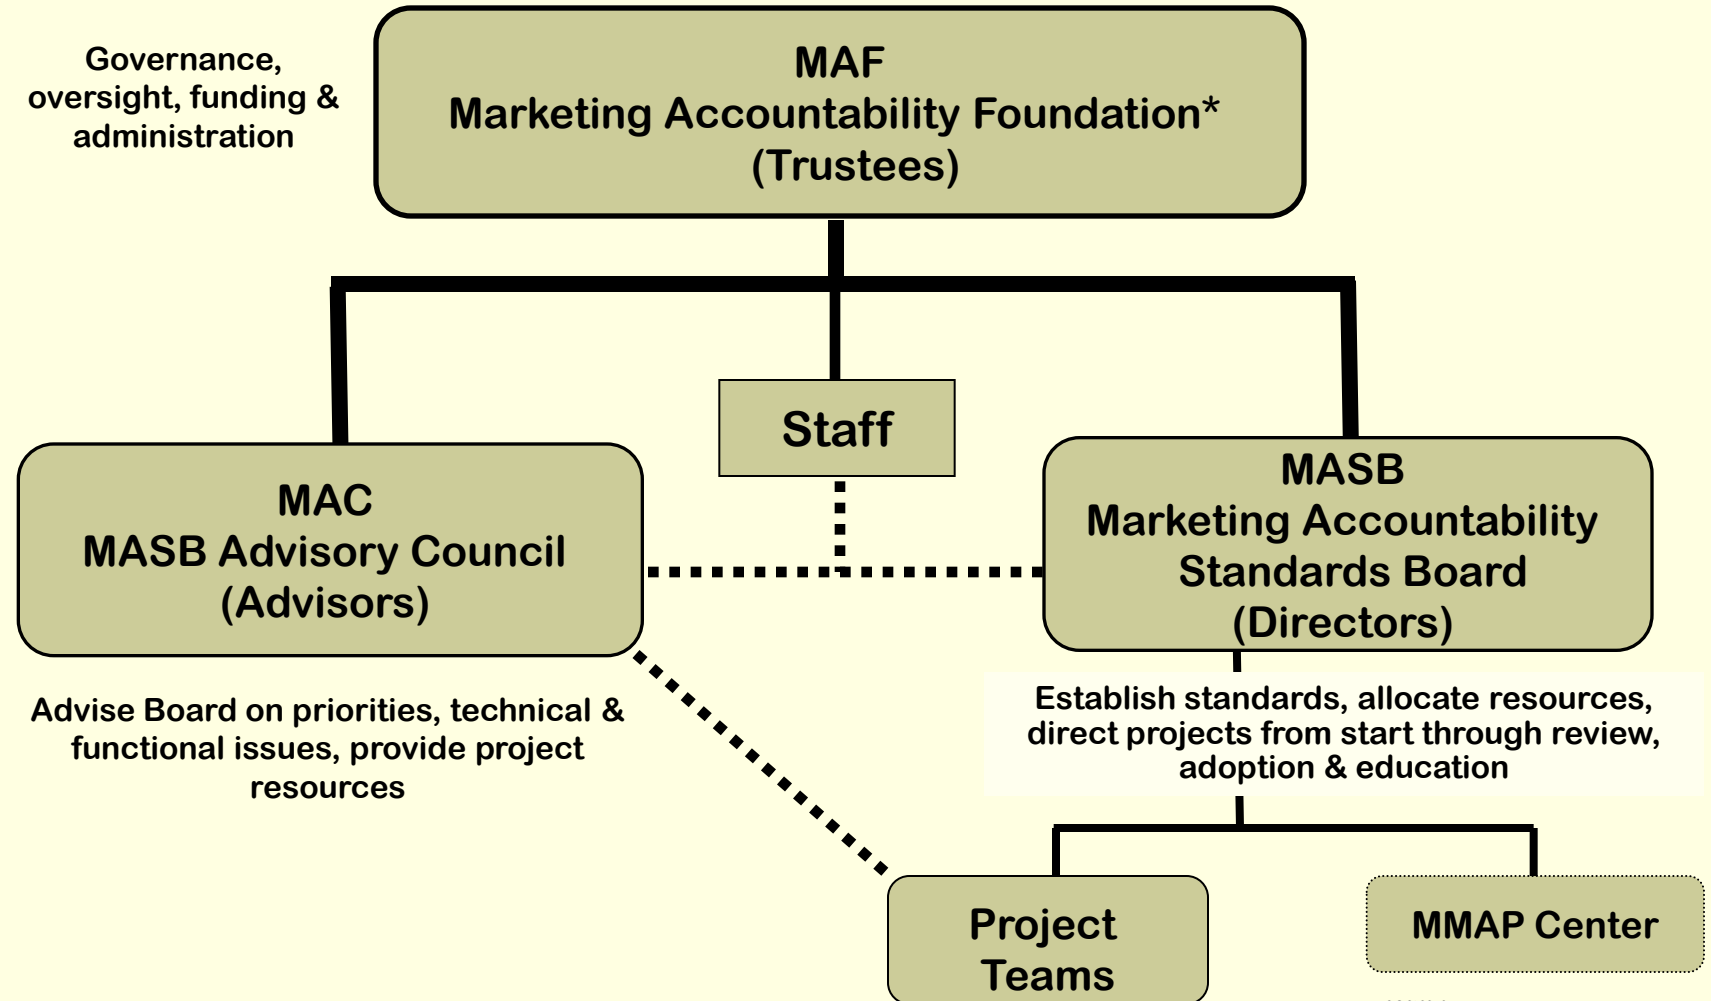 Governance,
oversight, funding &
administration
MAF
Marketing Accountability Foundation*
(Trustees)
Staff
MAC
MASB Advisory Council
(Advisors)
MASB
Marketing Accountability
Standards Board
(Directors)
Advise Board on priorities, technical &
functional issues, provide project
resources
Establish standards, allocate resources,
direct projects from start through review,
adoption & education
Project
Teams
MMAP Center